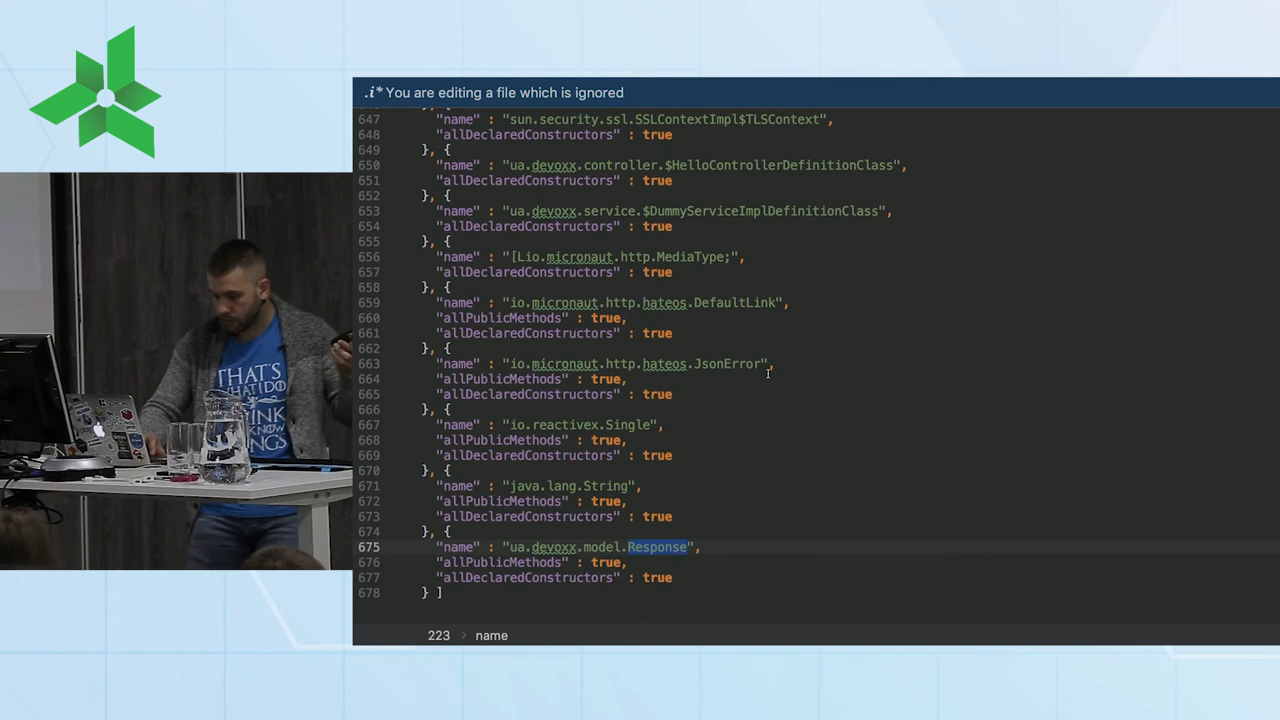 .i* You are editing a file which is ignored
647 "name" : "sun.security.ssl.SSLContextImpl$TLSContext",
648 "allDeclaredConstructors" : true
649 }, {
650 "name" : "ua.devoxx.controller.$HelloControllerDefinitionClass",
651 "allDeclaredConstructors" : true
652 }, {
653 "name" : "ua.devoxx.service.$DummyServiceImplDefinitionClass",
654 "allDeclaredConstructors" : true
655 }, {
656 "name" : "[Lio.micronaut.http.MediaType;",
657 "allDeclaredConstructors" : true
658 }, {
659 "name" : "io.micronaut.http.hateos.DefaultLink",
660 "allPublicMethods" : true,
661 "allDeclaredConstructors" : true
662 }, {
663 "name" : "io.micronaut.http.hateos.JsonError",
664 "allPublicMethods" : true,
665 "allDeclaredConstructors" : true
666 }, {
667 "name" : "io.reactivex.Single",
668 "allPublicMethods" : true,
669 "allDeclaredConstructors" : true
670 }, {
671 "name" : "java.lang.String",
672 "allPublicMethods" : true,
673 "allDeclaredConstructors" : true
674 }, {
675 "name" : "ua.devoxx.model.Response",
676 "allPublicMethods" : true,
677 "allDeclaredConstructors" : true
678 } ]
223 > name
THAT'S
WHAT I DO